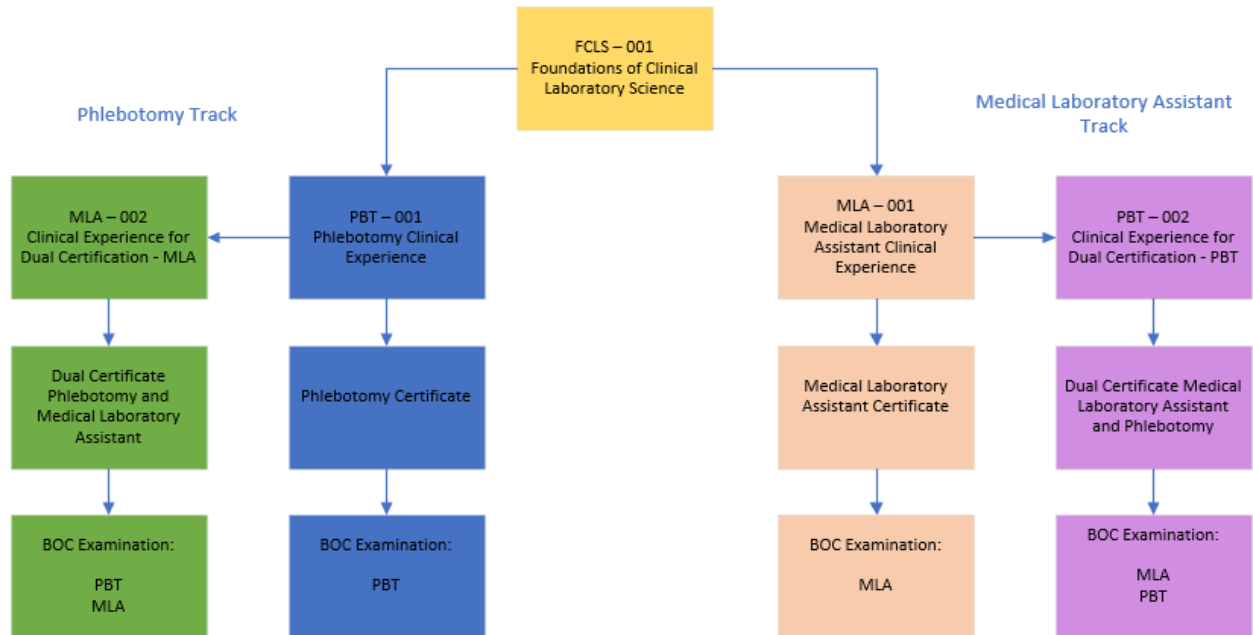 FCLS – 001
Foundations of Clinical
Laboratory Science
Phlebotomy Track
Medical Laboratory Assistant
Track
MLA – 002
Clinical Experience for
Dual Certification - MLA
PBT – 001
Phlebotomy Clinical
Experience
MLA – 001
Medical Laboratory
Assistant Clinical
Experience
PBT – 002
Clinical Experience for
Dual Certification - PBT
Dual Certificate
Phlebotomy and
Medical Laboratory
Assistant
Phlebotomy Certificate
Medical Laboratory
Assistant Certificate
Dual Certificate Medical
Laboratory Assistant
and Phlebotomy
BOC Examination:
PBT
MLA
BOC Examination:
PBT
BOC Examination:
MLA
BOC Examination:
MLA
PBT